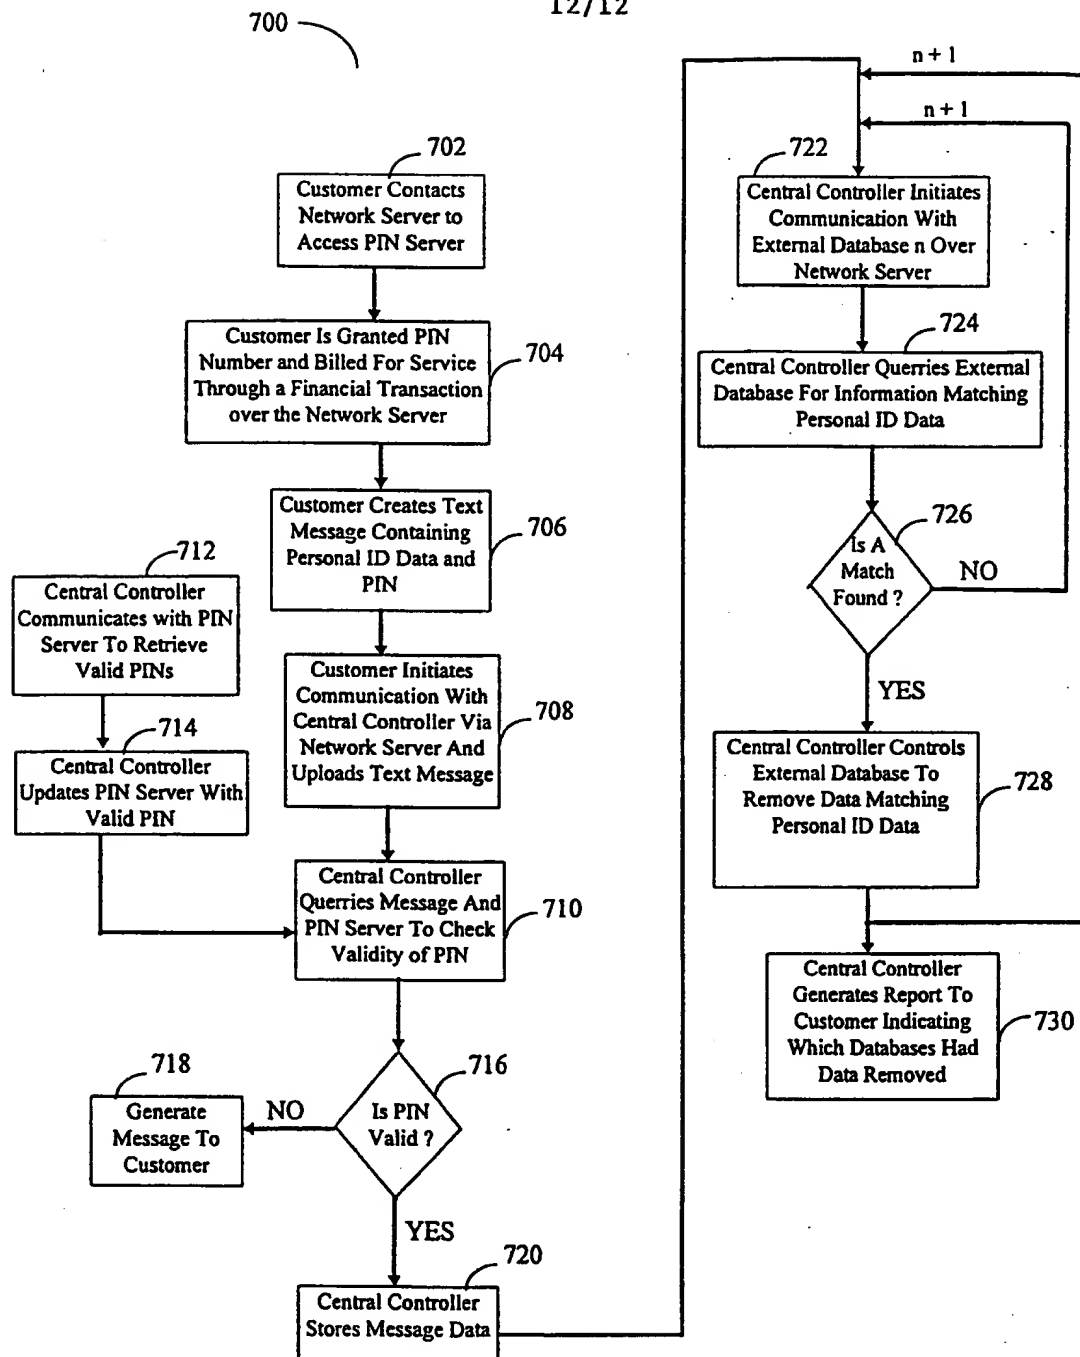 12/12
700
702
Customer Contacts
Network Server to
Access PIN Server
Customer Is Granted PIN
Number and Billed For Service
Through a Financial Transaction
over the Network Server
704
Customer Creates Text
Message Containing
Personal ID Data and
PIN
706
712
Central Controller
Communicates with PIN
Server To Retrieve
Valid PINs
Customer Initiates
Communication With
Central Controller Via
Network Server And
Uploads Text Message
708
714
Central Controller
Updates PIN Server With
Valid PIN
Central Controller
Querries Message And
PIN Server To Check
Validity of PIN
710
716
Is PIN
Valid ?
NO
718
Generate
Message To
Customer
YES
720
Central Controller
Stores Message Data
n + 1
n + 1
722
Central Controller Initiates
Communication With
External Database n Over
Network Server
724
Central Controller Querries External
Database For Information Matching
Personal ID Data
726
Is A
Match
Found ?
NO
YES
Central Controller Controls
External Database To
Remove Data Matching
Personal ID Data
728
Central Controller
Generates Report To
Customer Indicating
Which Databases Had
Data Removed
730